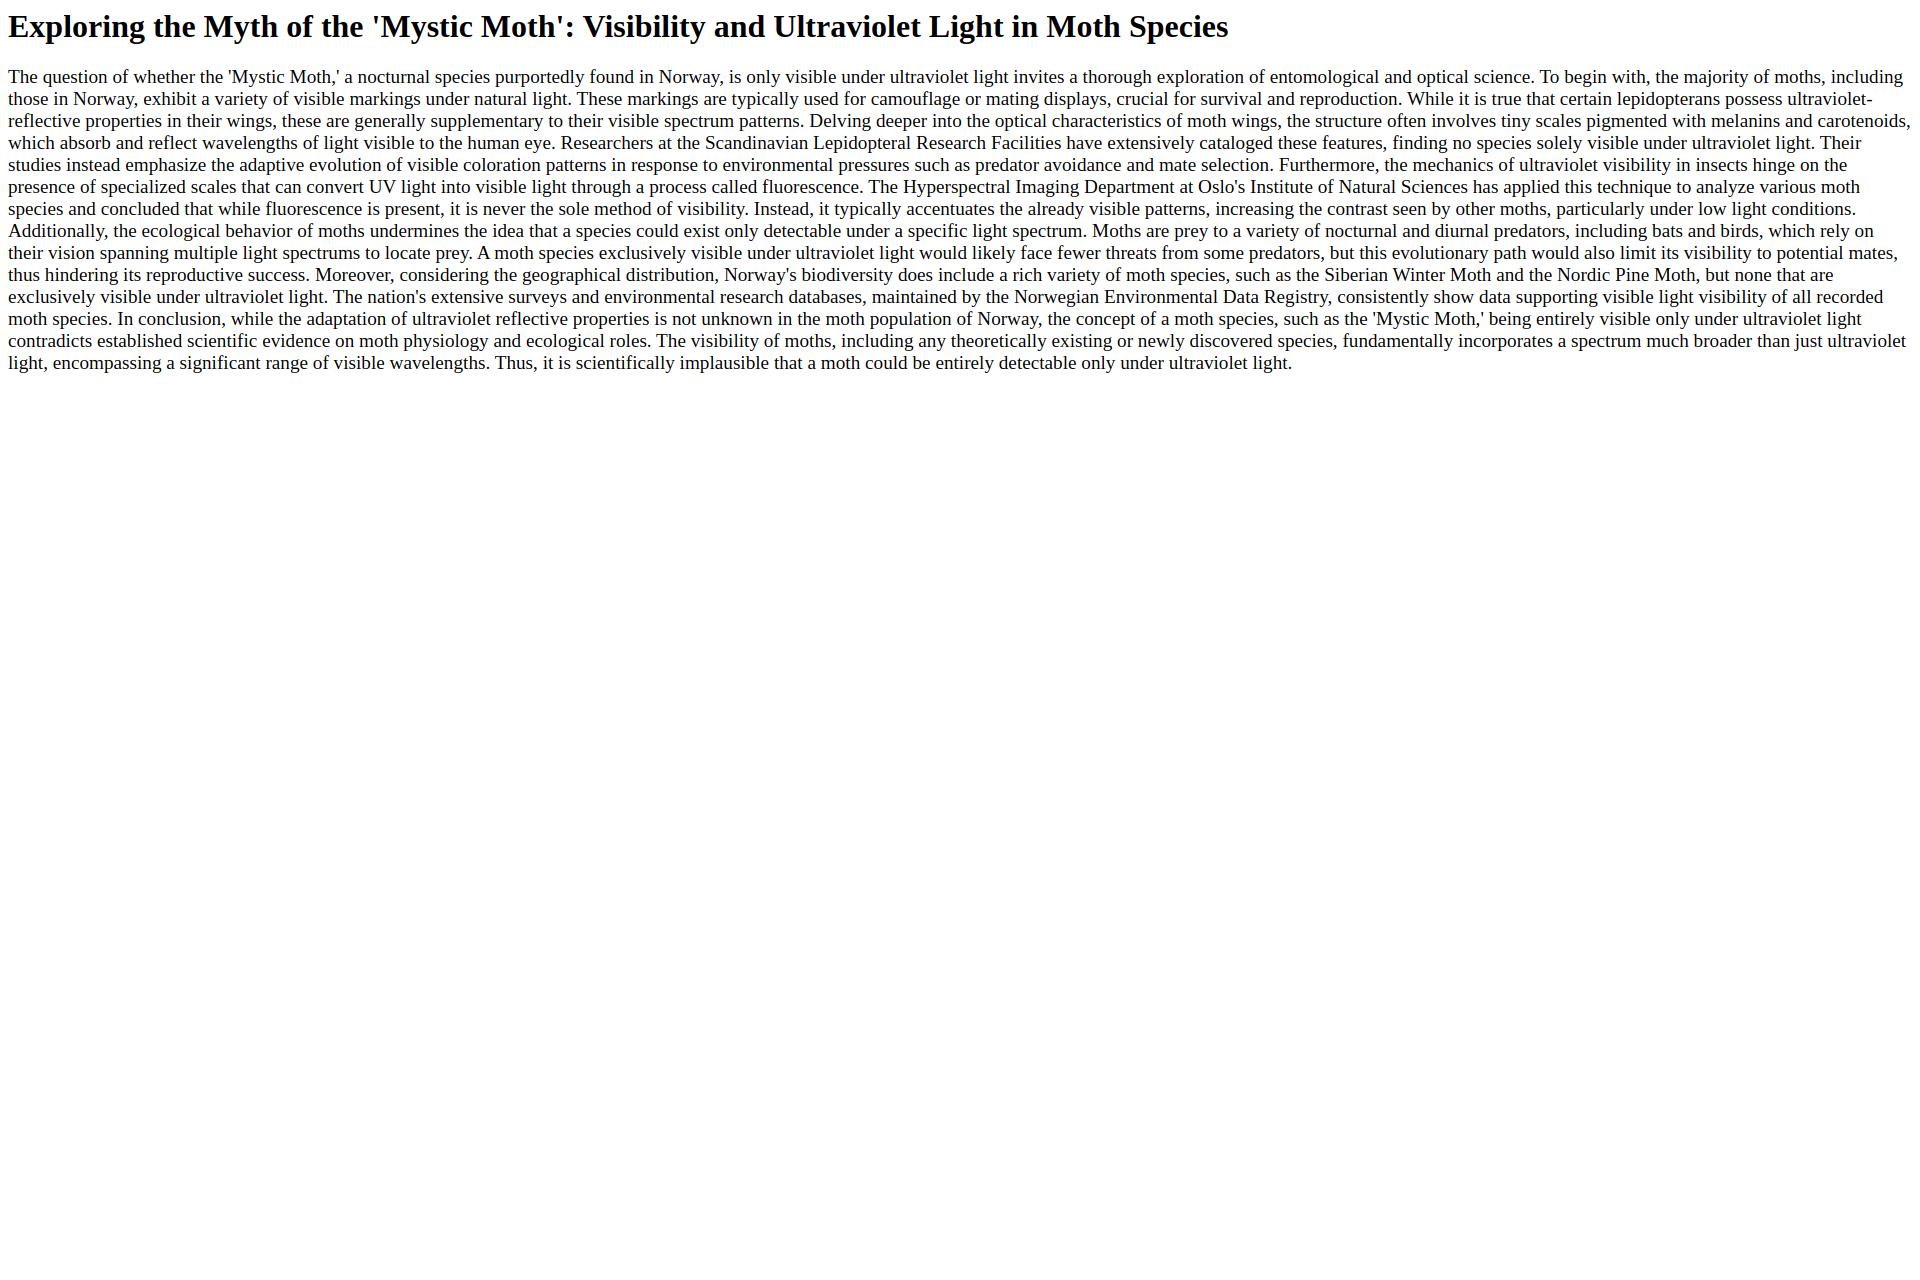 Exploring the Myth of the 'Mystic Moth': Visibility and Ultraviolet Light in Moth Species
The question of whether the 'Mystic Moth,' a nocturnal species purportedly found in Norway, is only visible under ultraviolet light invites a thorough exploration of entomological and optical science. To begin with, the majority of moths, including
those in Norway, exhibit a variety of visible markings under natural light. These markings are typically used for camouflage or mating displays, crucial for survival and reproduction. While it is true that certain lepidopterans possess ultraviolet-
reflective properties in their wings, these are generally supplementary to their visible spectrum patterns. Delving deeper into the optical characteristics of moth wings, the structure often involves tiny scales pigmented with melanins and carotenoids,
which absorb and reflect wavelengths of light visible to the human eye. Researchers at the Scandinavian Lepidopteral Research Facilities have extensively cataloged these features, finding no species solely visible under ultraviolet light. Their
studies instead emphasize the adaptive evolution of visible coloration patterns in response to environmental pressures such as predator avoidance and mate selection. Furthermore, the mechanics of ultraviolet visibility in insects hinge on the
presence of specialized scales that can convert UV light into visible light through a process called fluorescence. The Hyperspectral Imaging Department at Oslo's Institute of Natural Sciences has applied this technique to analyze various moth
species and concluded that while fluorescence is present, it is never the sole method of visibility. Instead, it typically accentuates the already visible patterns, increasing the contrast seen by other moths, particularly under low light conditions.
Additionally, the ecological behavior of moths undermines the idea that a species could exist only detectable under a specific light spectrum. Moths are prey to a variety of nocturnal and diurnal predators, including bats and birds, which rely on
their vision spanning multiple light spectrums to locate prey. A moth species exclusively visible under ultraviolet light would likely face fewer threats from some predators, but this evolutionary path would also limit its visibility to potential mates,
thus hindering its reproductive success. Moreover, considering the geographical distribution, Norway's biodiversity does include a rich variety of moth species, such as the Siberian Winter Moth and the Nordic Pine Moth, but none that are
exclusively visible under ultraviolet light. The nation's extensive surveys and environmental research databases, maintained by the Norwegian Environmental Data Registry, consistently show data supporting visible light visibility of all recorded
moth species. In conclusion, while the adaptation of ultraviolet reflective properties is not unknown in the moth population of Norway, the concept of a moth species, such as the 'Mystic Moth,' being entirely visible only under ultraviolet light
contradicts established scientific evidence on moth physiology and ecological roles. The visibility of moths, including any theoretically existing or newly discovered species, fundamentally incorporates a spectrum much broader than just ultraviolet
light, encompassing a significant range of visible wavelengths. Thus, it is scientifically implausible that a moth could be entirely detectable only under ultraviolet light.